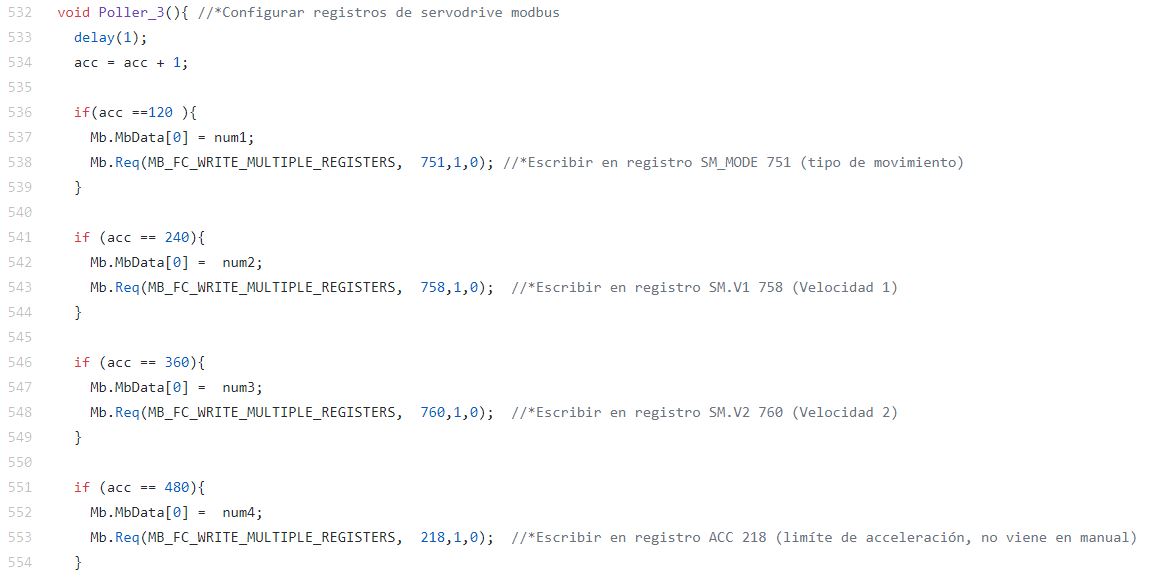 532 void Poller_3(){ //*Configurar registros de servodrive modbus
533 delay(1);
534 acc = acc + 1;
535
536 if(acc ==120 ){
537 Mb.MbData[0] = num1;
538 Mb.Req(MB_FC_WRITE_MULTIPLE_REGISTERS,  751,1,0); //*Escribir en registro SM_MODE 751 (tipo de movimiento)
539 }
540
541 if (acc == 240){
542 Mb.MbData[0] =  num2;
543 Mb.Req(MB_FC_WRITE_MULTIPLE_REGISTERS,  758,1,0);  //*Escribir en registro SM.V1 758 (Velocidad 1)
544 }
545
546 if (acc == 360){
547 Mb.MbData[0] =  num3;
548 Mb.Req(MB_FC_WRITE_MULTIPLE_REGISTERS,  760,1,0);  //*Escribir en registro SM.V2 760 (Velocidad 2)
549 }
550
551 if (acc == 480){
552 Mb.MbData[0] =  num4;
553 Mb.Req(MB_FC_WRITE_MULTIPLE_REGISTERS,  218,1,0);  //*Escribir en registro ACC 218 (limíte de acceleración, no viene en manual)
554 }